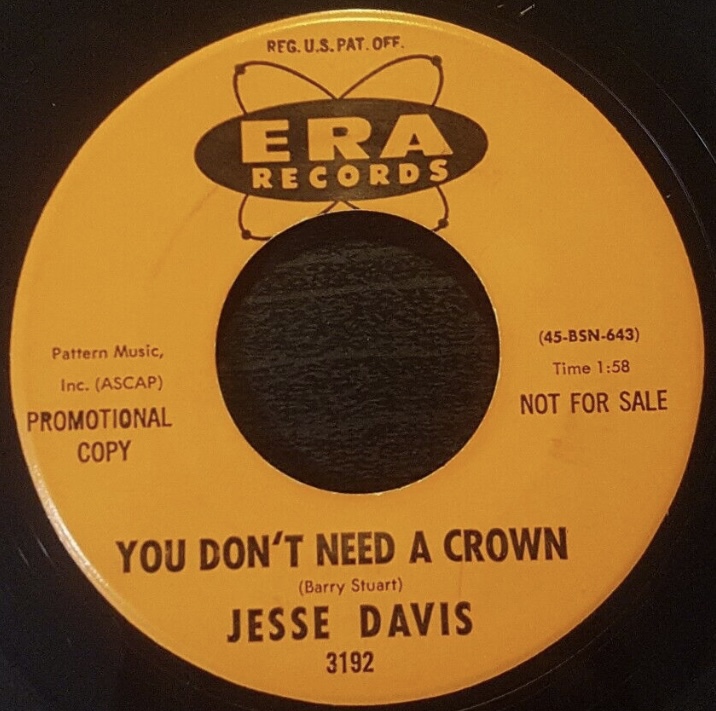 REG. U.S. PAT. OFF.
ERA
RECORDS
Pattern Music,
Inc. (ASCAP)
PROMOTIONAL
COPY
(45-BSN-643)
Time 1:58
NOT FOR SALE
YOU DON'T NEED A CROWN
(Barry Stuart)
JESSE DAVIS
3192